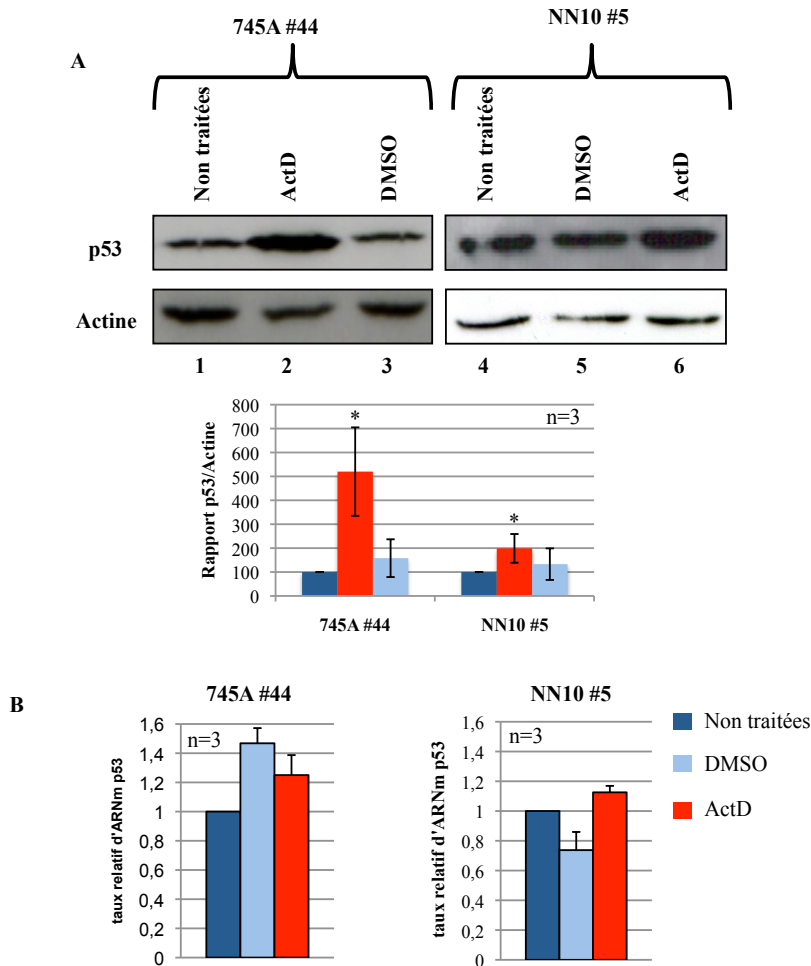 745A #44
NN10 #5
A
Non traitées
ActD
DMSO
Non traitées
DMSO
ActD
p53
Actine
1 2 3 4 5 6
Rapport p53/Actine
800
700
600
500
400
300
200
100
0
*
*
n=3
745A #44
NN10 #5
B
745A #44
taux relatif d'ARNm p53
1,6
1,4
1,2
1
0,8
0,6
0,4
0,2
0
n=3
NN10 #5
taux relatif d'ARNm p53
1,6
1,4
1,2
1
0,8
0,6
0,4
0,2
0
n=3
Non traitées
DMSO
ActD